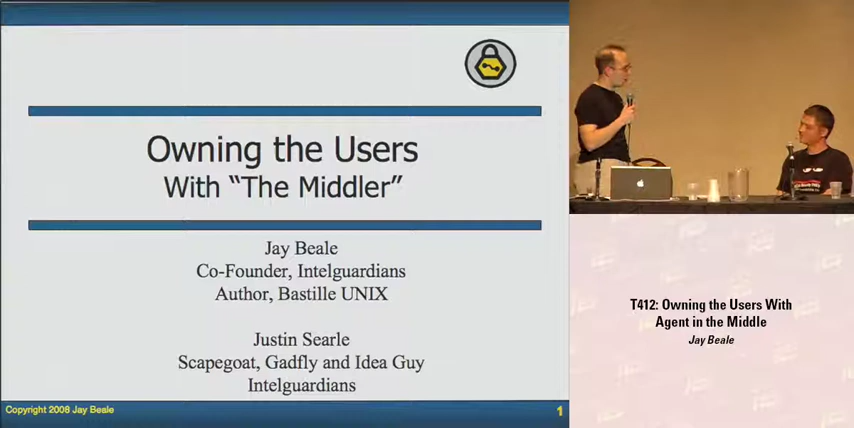 Owning the Users
With “The Middler”
Jay Beale
Co-Founder, Intelguardians
Author, Bastille UNIX
Justin Searle
Scapegoat, Gadfly and Idea Guy
Intelguardians
Copyright 2008 Jay Beale
1
T412: Owning the Users With
Agent in the Middle
Jay Beale